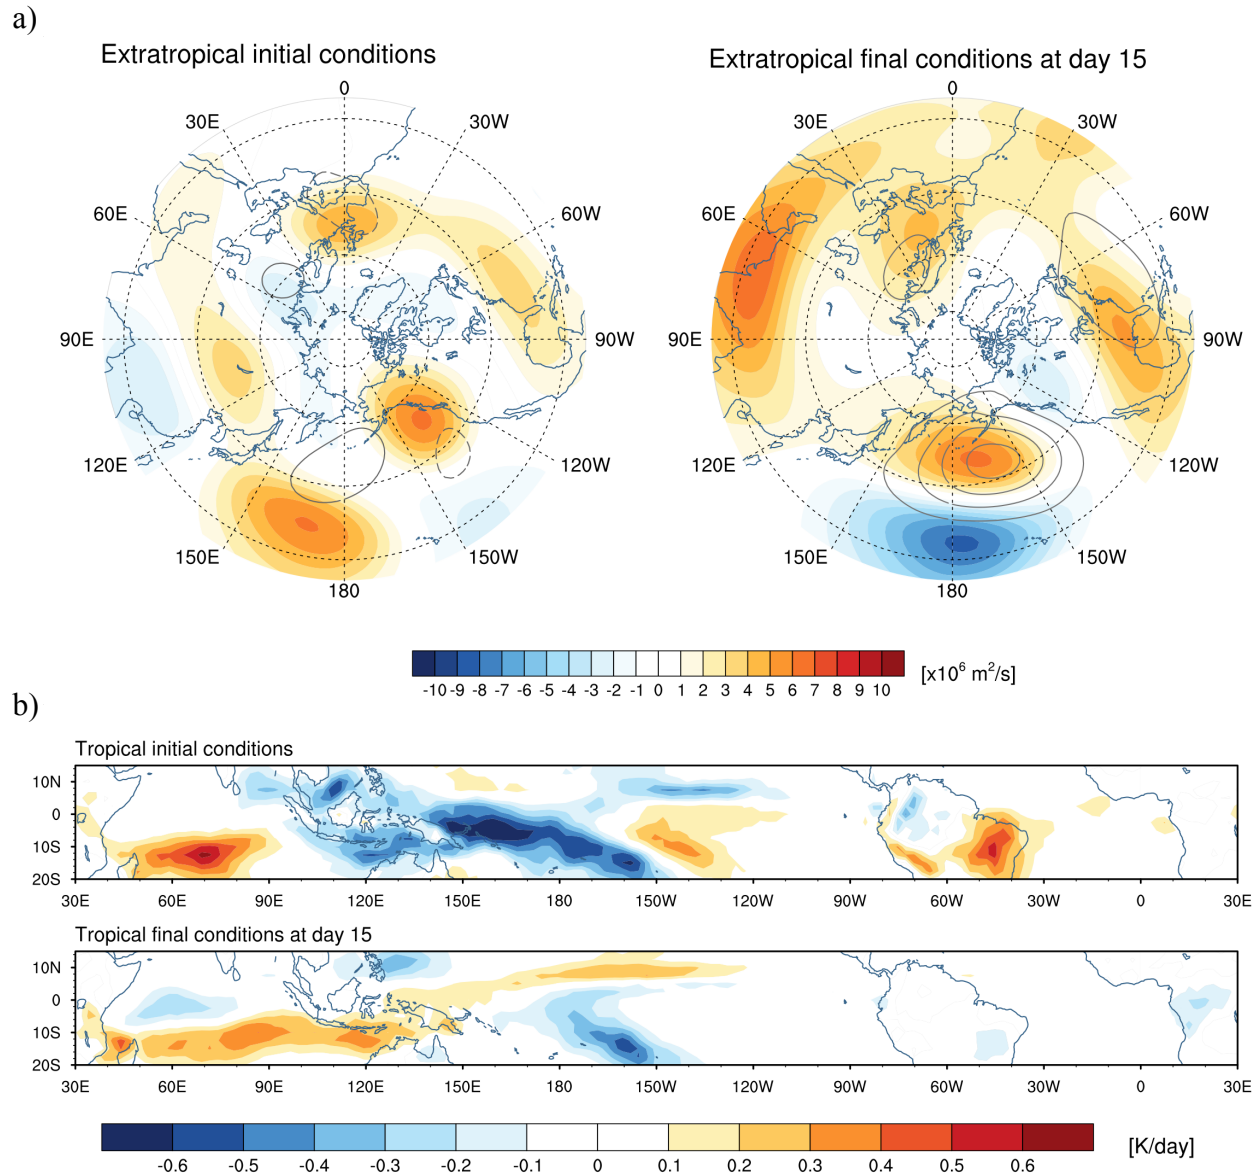 a)
Extratropical initial conditions
Extratropical final conditions at day 15
0
30E
30W
60E
60W
90E
90W
120E
120W
150E
150W
180
0
30E
30W
60E
60W
90E
90W
120E
120W
150E
150W
180
-10 -9 -8 -7 -6 -5 -4 -3 -2 -1 0 1 2 3 4 5 6 7 8 9 10
[x10⁶ m²/s]
b)
Tropical initial conditions
10N
0
10S
20S
30E 60E 90E 120E 150E 180E 150W 120W 90W 60W 30W 0 30E
Tropical final conditions at day 15
10N
0
10S
20S
30E 60E 90E 120E 150E 180E 150W 120W 90W 60W 30W 0 30E
-0.6 -0.5 -0.4 -0.3 -0.2 -0.1 0 0.1 0.2 0.3 0.4 0.5 0.6
[K/day]